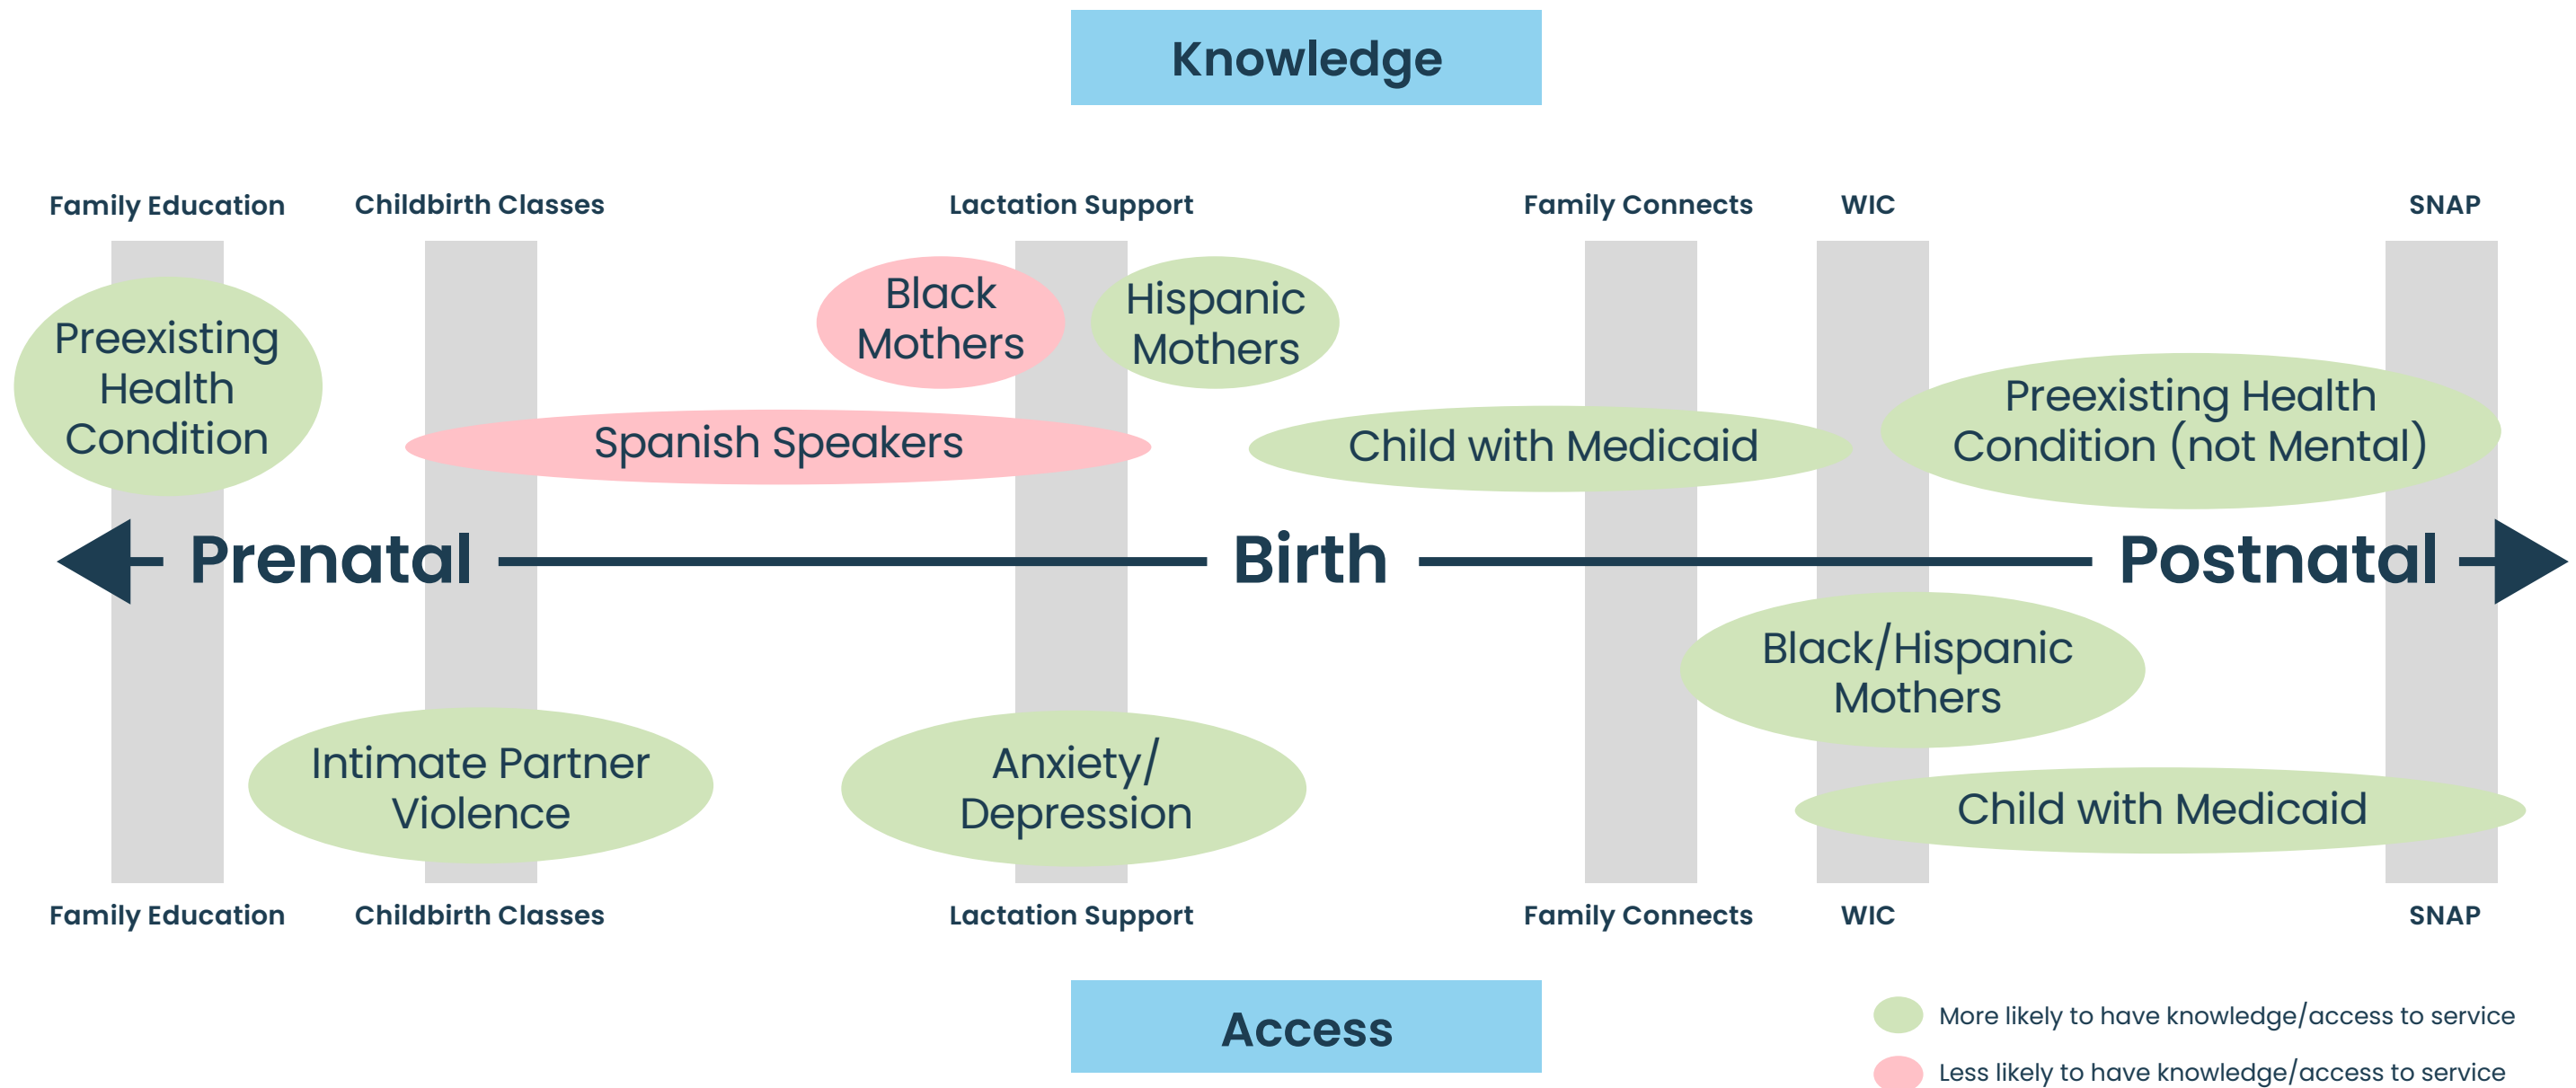 Knowledge
Family Education
Childbirth Classes
Lactation Support
Family Connects
WIC
SNAP
Preexisting
Health
Condition
Black
Mothers
Hispanic
Mothers
Spanish Speakers
Child with Medicaid
Preexisting Health
Condition (not Mental)
Prenatal
Birth
Postnatal
Intimate Partner
Violence
Anxiety/
Depression
Black/Hispanic
Mothers
Child with Medicaid
Family Education
Childbirth Classes
Lactation Support
Family Connects
WIC
SNAP
Access
More likely to have knowledge/access to service
Less likely to have knowledge/access to service